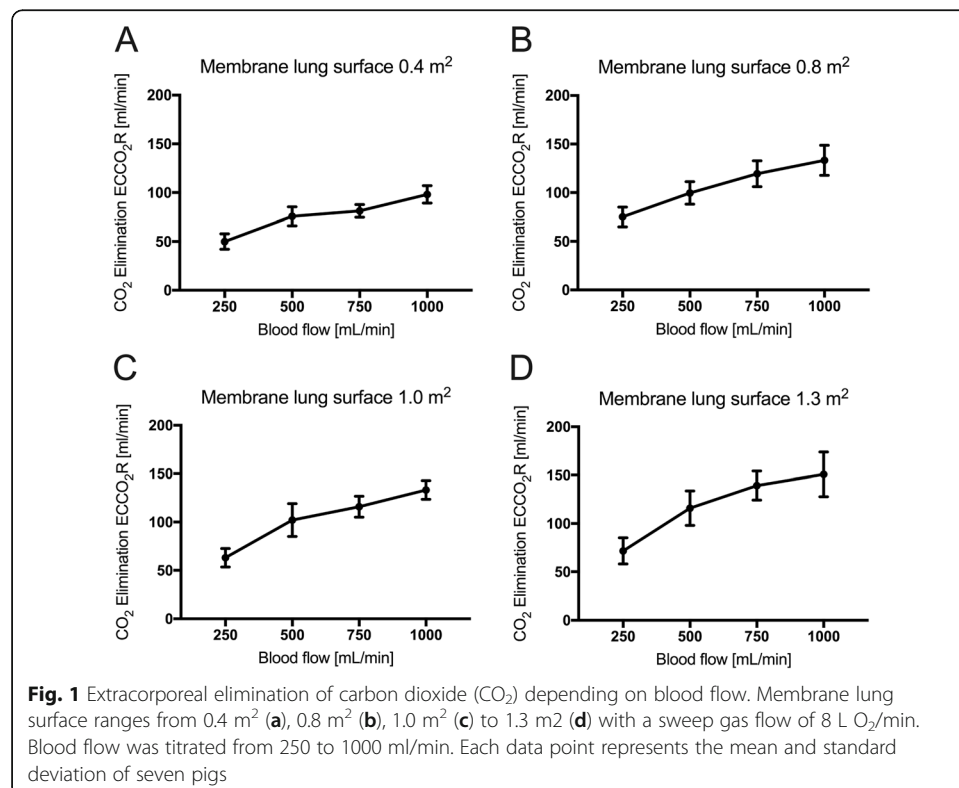 A
Membrane lung surface 0.4 m²
CO₂ Elimination ECCO₂R [ml/min]
200
150
100
50
0
250 500 750 1000
Blood flow [mL/min]
B
Membrane lung surface 0.8 m²
CO₂ Elimination ECCO₂R [ml/min]
200
150
100
50
0
250 500 750 1000
Blood flow [mL/min]
C
Membrane lung surface 1.0 m²
CO₂ Elimination ECCO₂R [ml/min]
200
150
100
50
0
250 500 750 1000
Blood flow [mL/min]
D
Membrane lung surface 1.3 m²
CO₂ Elimination ECCO₂R [ml/min]
200
150
100
50
0
250 500 750 1000
Blood flow [mL/min]
Fig. 1 Extracorporeal elimination of carbon dioxide (CO₂) depending on blood flow. Membrane lung
surface ranges from 0.4 m² (a), 0.8 m² (b), 1.0 m² (c) to 1.3 m2 (d) with a sweep gas flow of 8 L O₂/min.
Blood flow was titrated from 250 to 1000 ml/min. Each data point represents the mean and standard
deviation of seven pigs